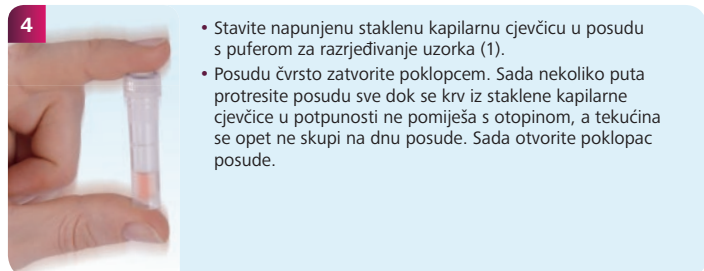 4
• Stavite napunjenu staklenu kapilarnu cjevčicu u posudu
s puferom za razrjeđivanje uzorka (1).
• Posudu čvrsto zatvorite poklopcem. Sada nekoliko puta
protresite posudu sve dok se krv iz staklene kapilarne
cjevčice u potpunosti ne pomiješa s otopinom, a tekućina
se opet ne skupi na dnu posude. Sada otvorite poklopac
posude.